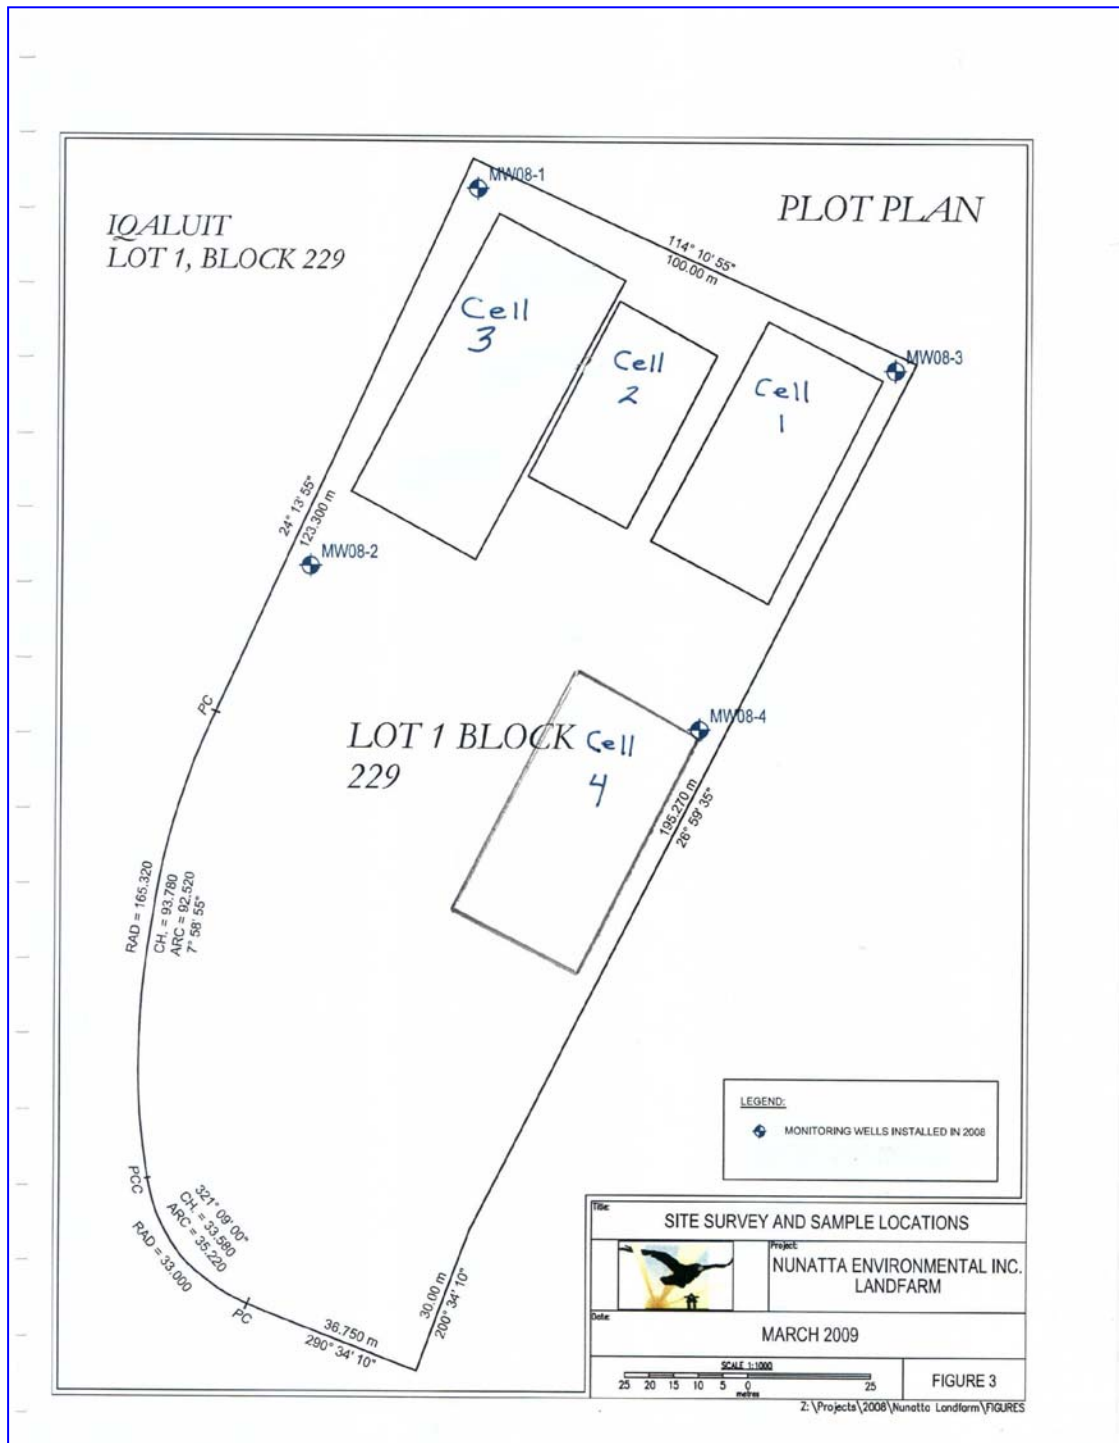 MW08-1
PLOT PLAN
IQALUIT
LOT 1, BLOCK 229
114° 10' 55"
100.00 m
Cell
3
Cell
2
Cell
1
MW08-3
24° 13' 55"
123.300 m
MW08-2
PC
MW08-4
LOT 1 BLOCK
229
Cell
4
195.270 m
26° 59' 35"
RAD = 165.320
CH. = 93.780
ARC = 92.520
7° 58' 55"
LEGEND:
MONITORING WELLS INSTALLED IN 2008
PCC
321° 09' 00"
CH. = 33.580
ARC = 35.220
RAD = 33.000
PC
36.750 m
290° 34' 10"
30.00 m
200° 34' 10"
Title:
SITE SURVEY AND SAMPLE LOCATIONS
Project:
NUNATTA ENVIRONMENTAL INC.
LANDFARM
Date:
MARCH 2009
SCALE 1:1000
25 20 15 10 5 0 25
metres
FIGURE 3
Z:\Projects\2008\Nunatta Landfarm\FIGURES